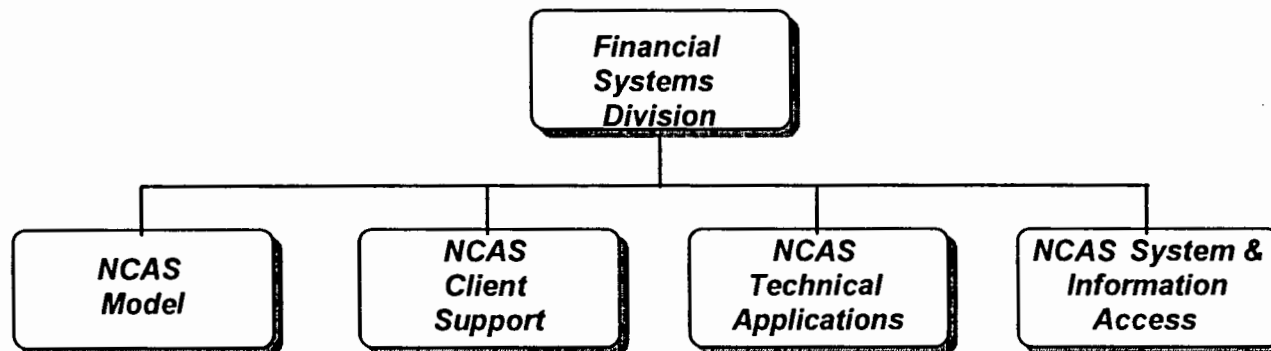 Financial
Systems
Division
NCAS
Model
NCAS
Client
Support
NCAS
Technical
Applications
NCAS System &
Information
Access